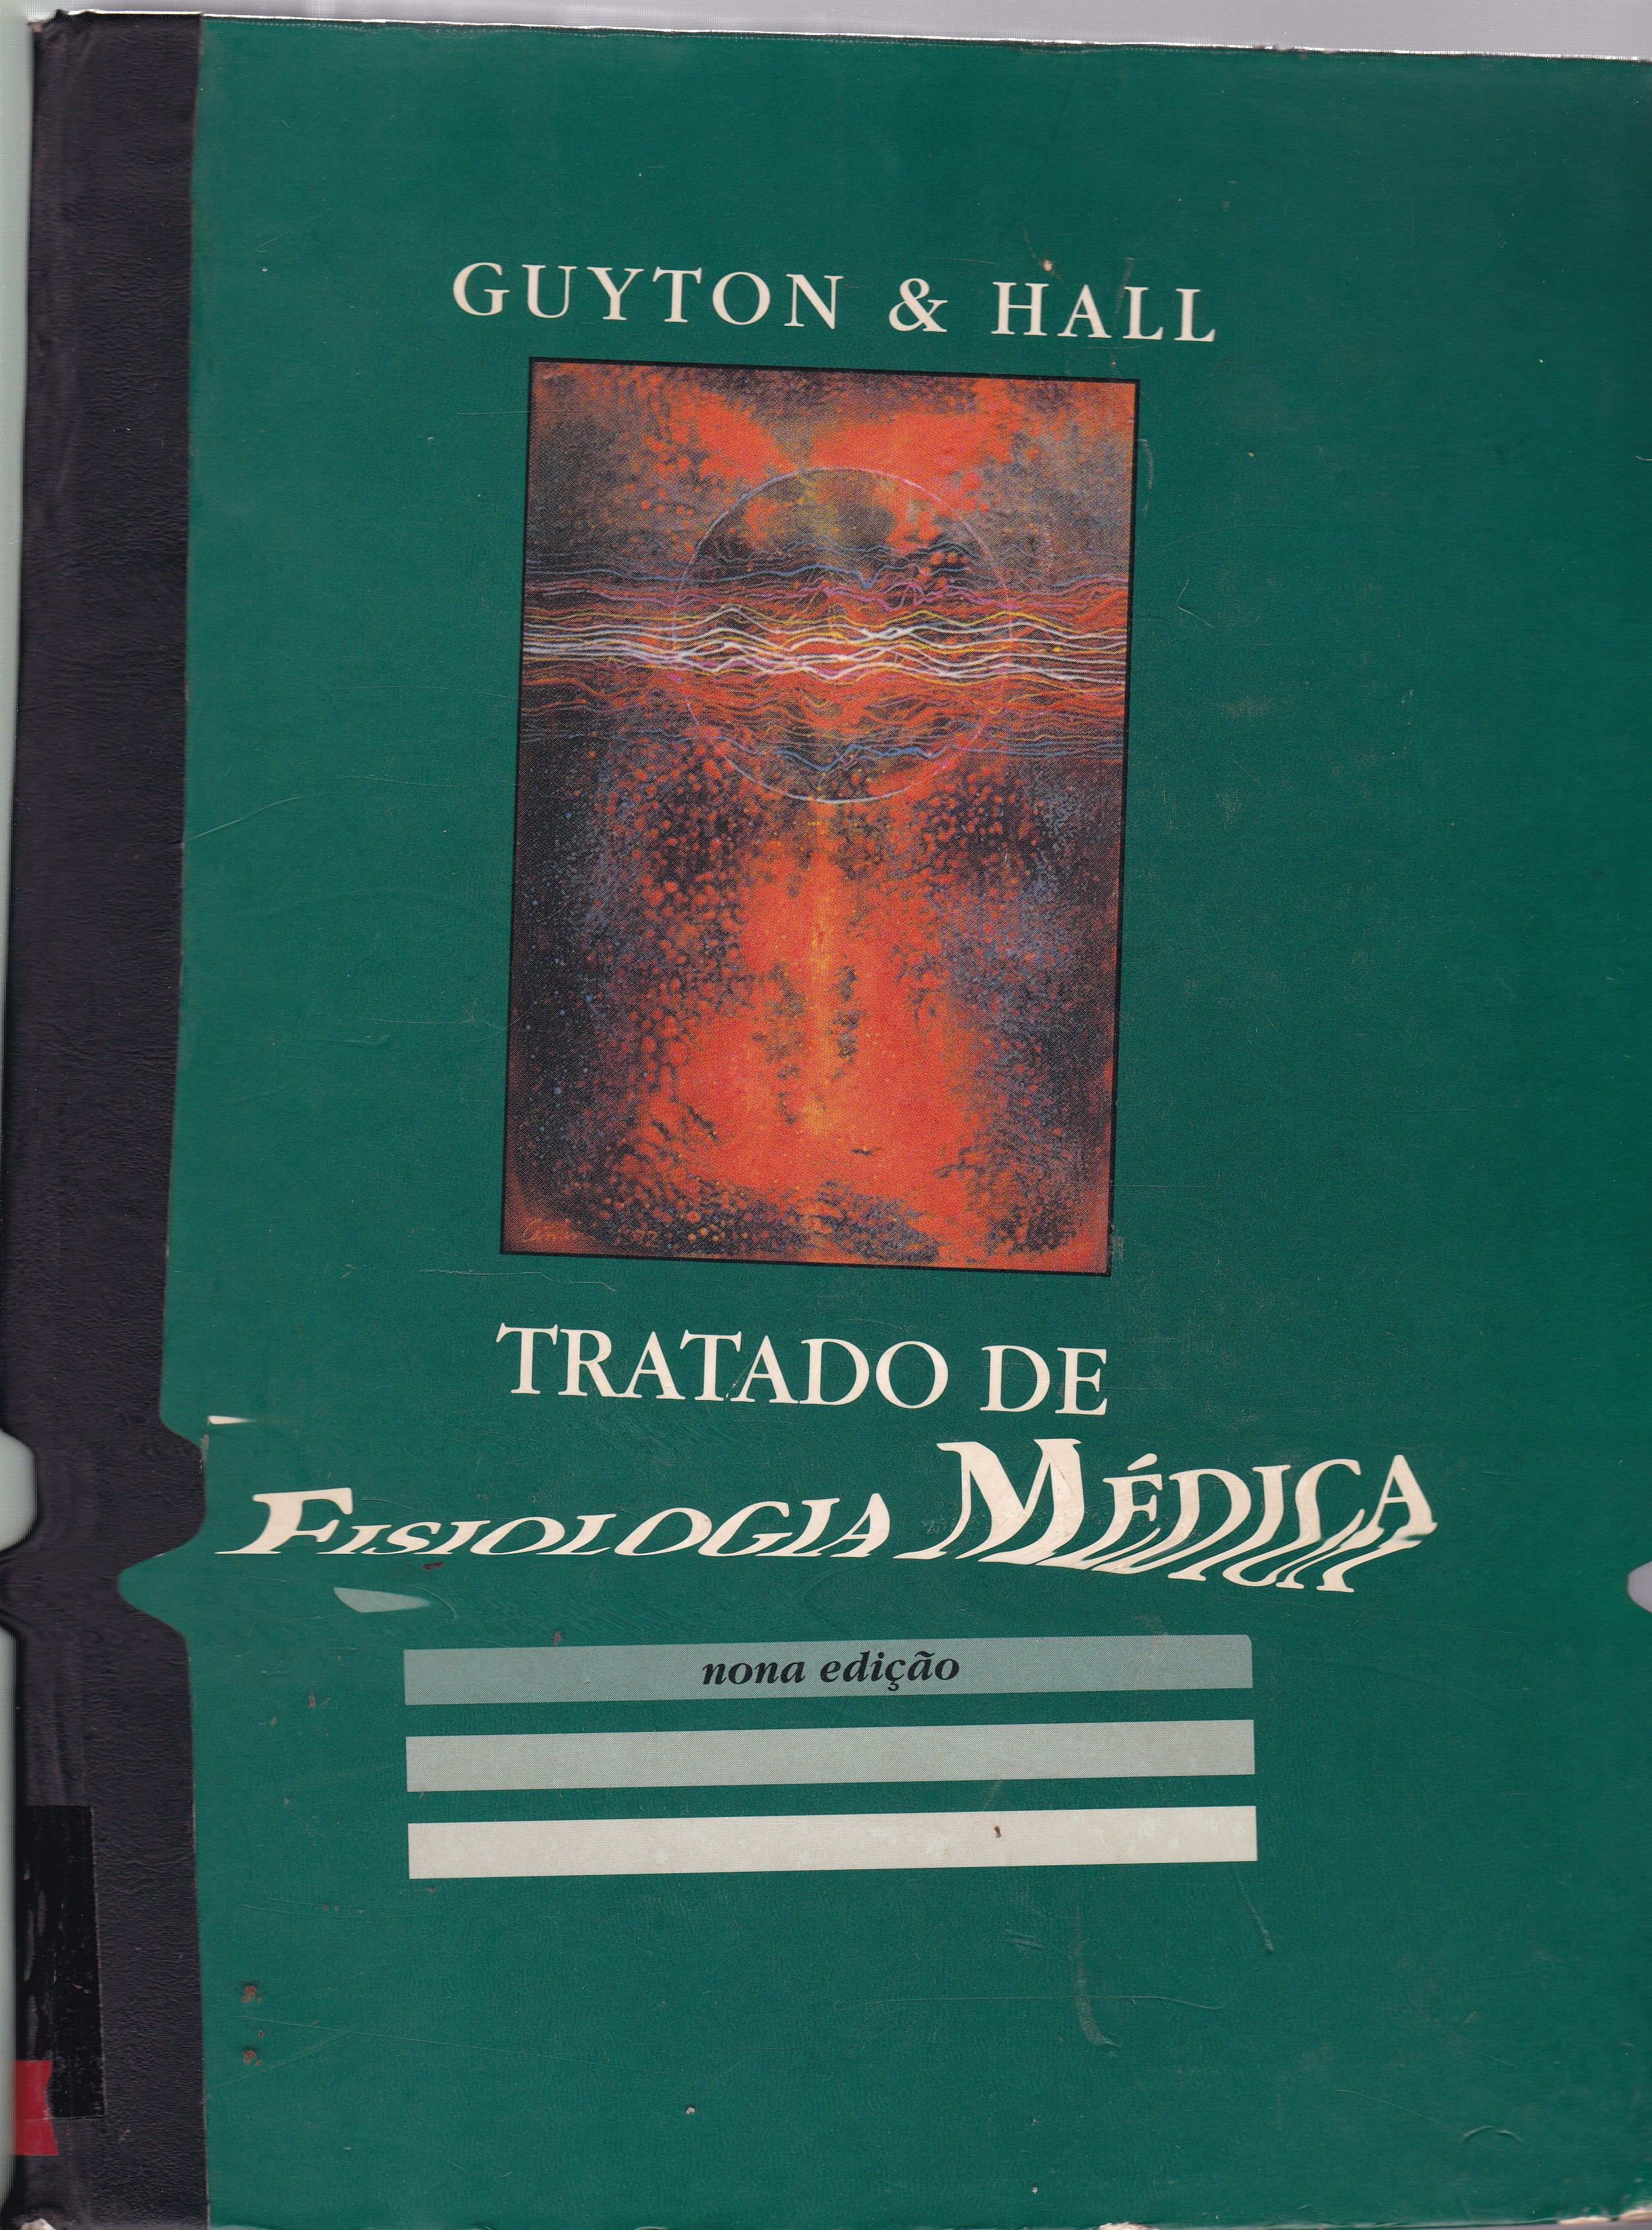 GUYTON & HALL
TRATADO DE
FISIOLOGIA MÉDICA
nona edição